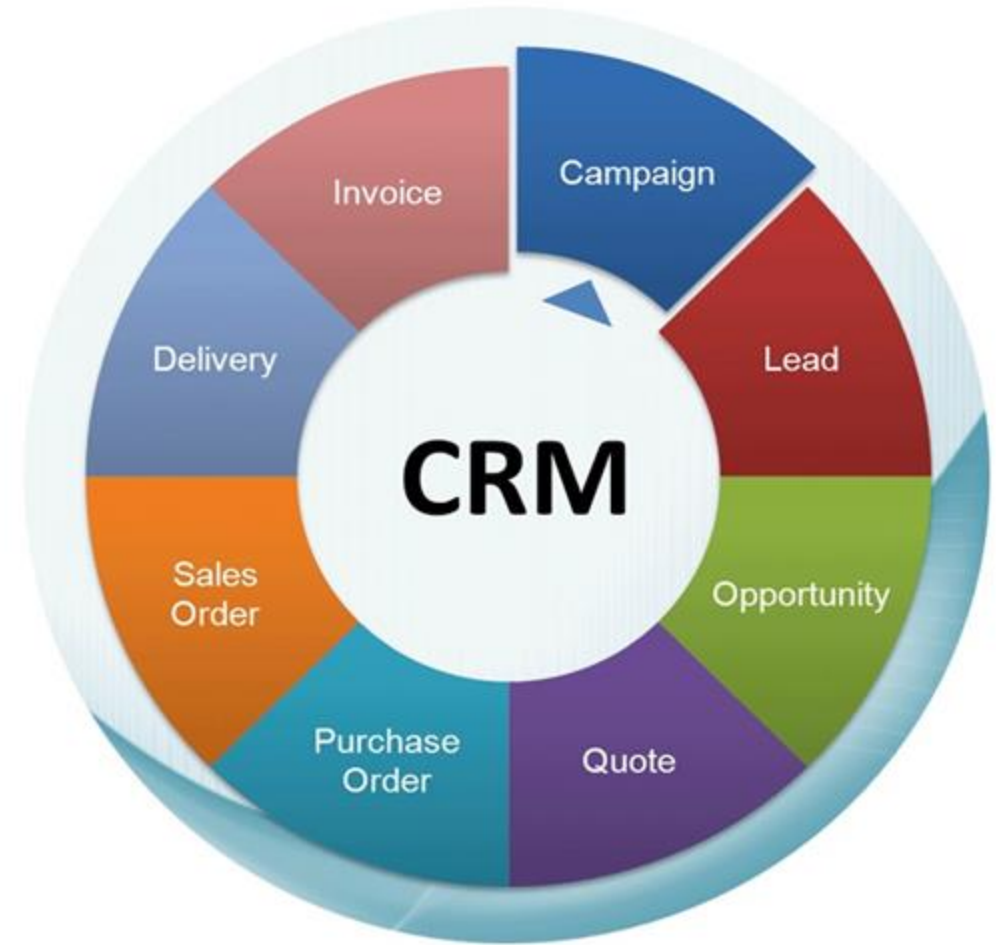 Campaign
Lead
Opportunity
Quote
Purchase
Order
Sales
Order
Delivery
Invoice
CRM